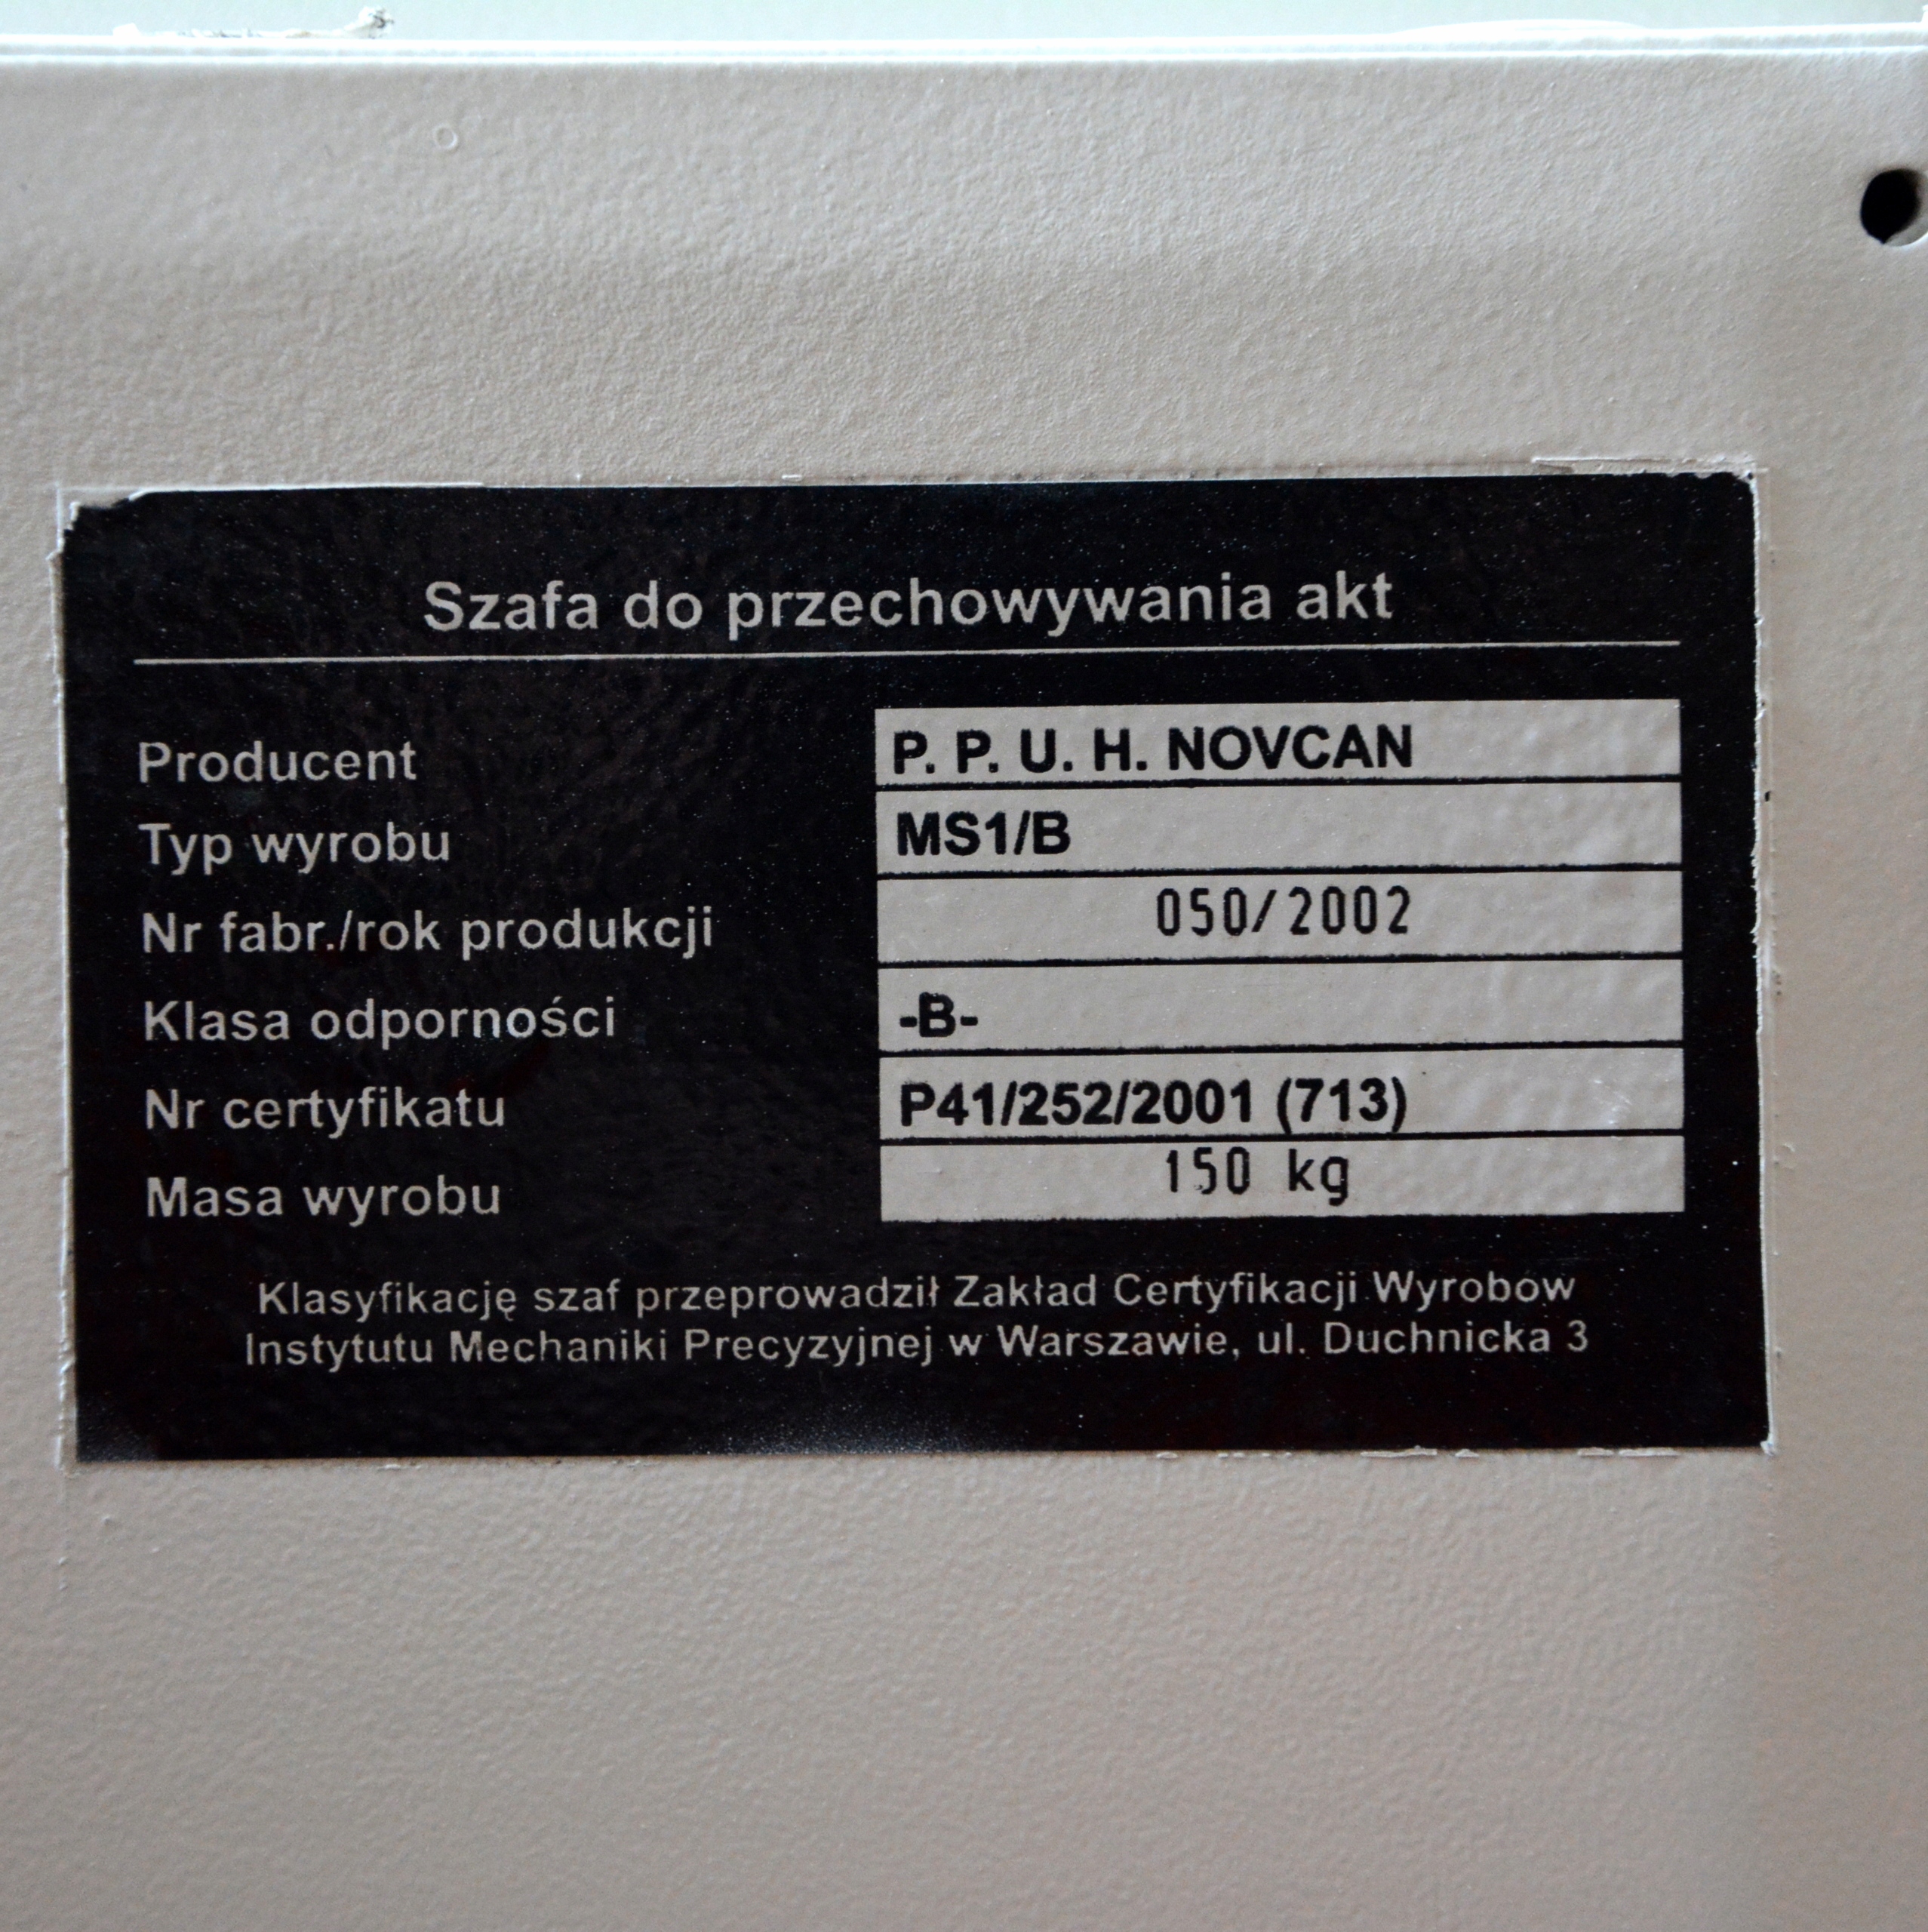 Szafa do przechowywania akt
Producent P. P. U. H. NOVCAN
Typ wyrobu MS1/B
Nr fabr./rok produkcji 050/2002
Klasa odporności -B-
Nr certyfikatu P41/252/2001 (713)
Masa wyrobu 150 kg
Klasyfikację szaf przeprowadził Zakład Certyfikacji Wyrobów
Instytutu Mechaniki Precyzyjnej w Warszawie, ul. Duchnicka 3